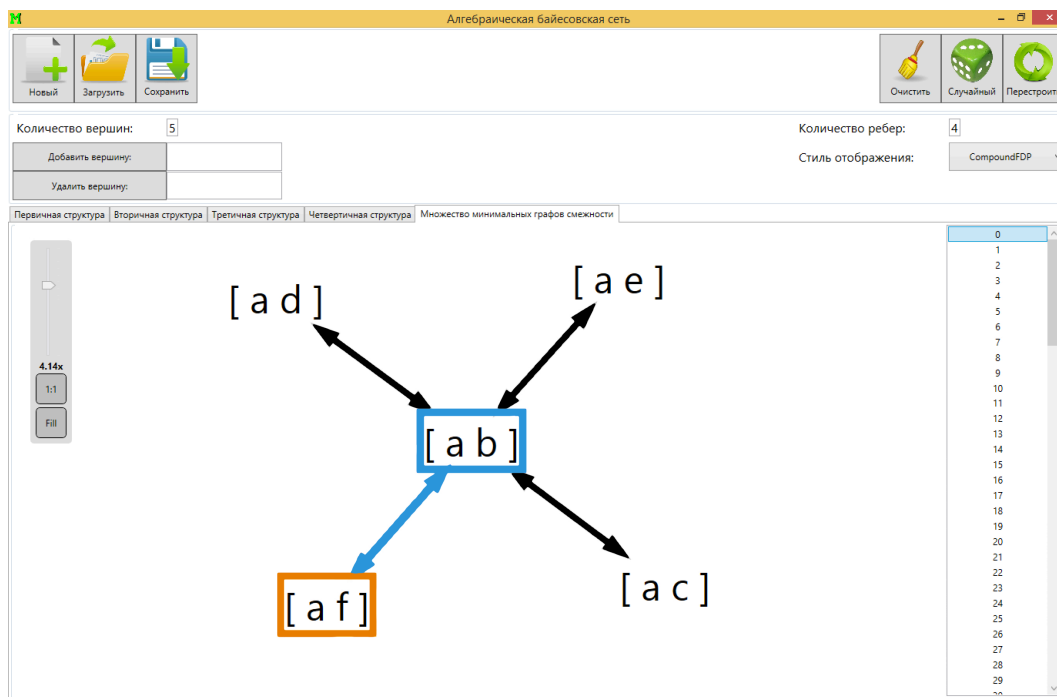 Алгебраическая байесовская сеть
Новый
Загрузить
Сохранить
Очистить
Случайный
Перестроит
Количество вершин: 5
Количество ребер: 4
Добавить вершину:
Стиль отображения: CompoundFDP
Удалить вершину:
Первичная структура
Вторичная структура
Третичная структура
Четвертичная структура
Множество минимальных графов смежности
4.14x
1:1
Fill
[ a d ]
[ a e ]
[ a b ]
[ a f ]
[ a c ]
0
1
2
3
4
5
6
7
8
9
10
11
12
13
14
15
16
17
18
19
20
21
22
23
24
25
26
27
28
29